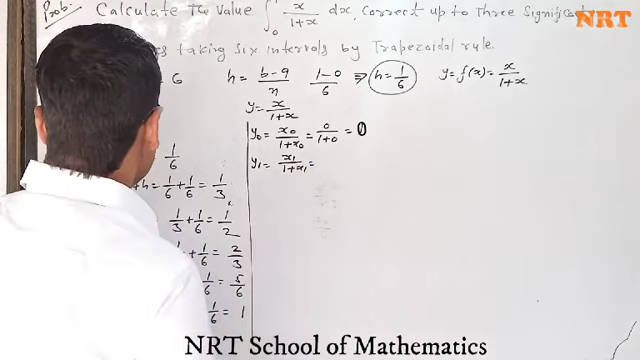 Prob: Calculate The Value ∫₀¹ x/(1+x) dx, Correct up to Three
NRT
taking Six intervals by Trapezoidal rule.
6 h = (b-a)/n (1-0)/6 ⇒ h = 1/6 y = f(x) = x/(1+x)
y = x/(1+x)
y₀ = x₀/(1+x₀) = 0/(1+0) = 0
1/6 y₁ = x₁/(1+x₁) =
+h = 1/6 + 1/6 = 1/3
1/3 + 1/6 = 1/2
+ 1/6 = 2/3
1/6 = 5/6
1/6 = 1
NRT School of Mathematics